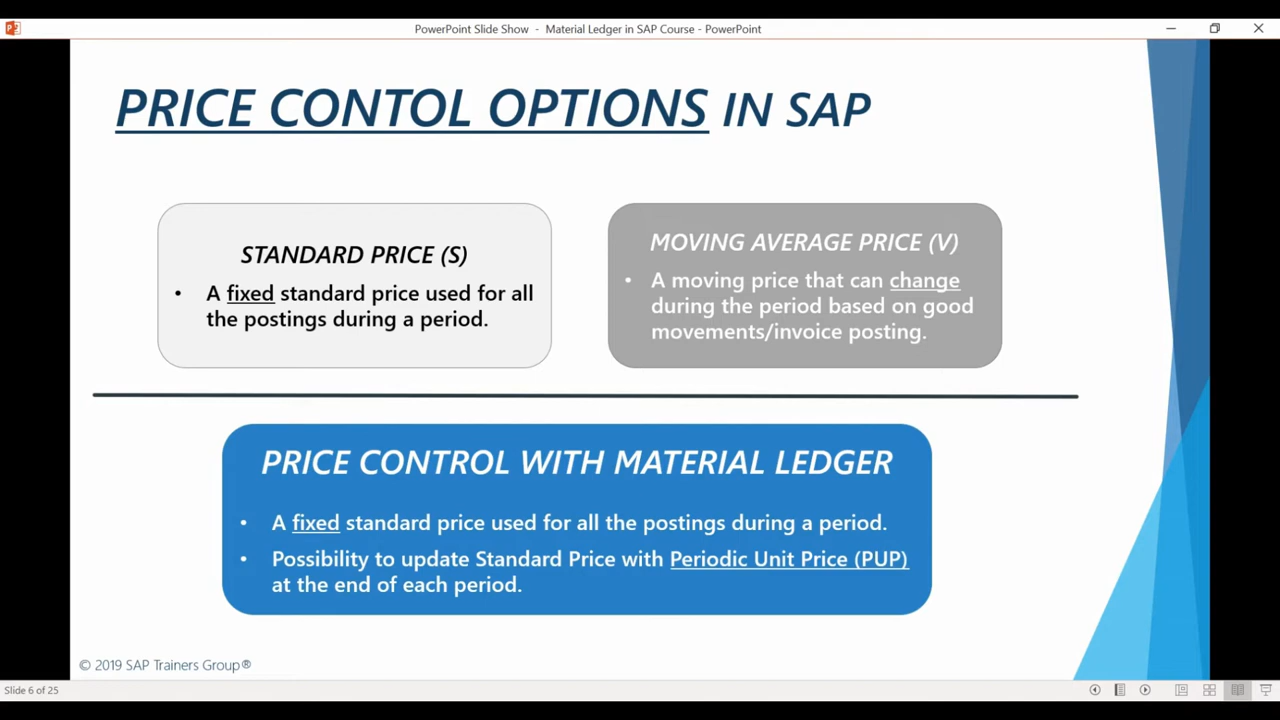 PowerPoint Slide Show - Material Ledger in SAP Course - PowerPoint
PRICE CONTOL OPTIONS IN SAP
STANDARD PRICE (S)
• A fixed standard price used for all
the postings during a period.
MOVING AVERAGE PRICE (V)
• A moving price that can change
during the period based on good
movements/invoice posting.
PRICE CONTROL WITH MATERIAL LEDGER
• A fixed standard price used for all the postings during a period.
• Possibility to update Standard Price with Periodic Unit Price (PUP)
at the end of each period.
© 2019 SAP Trainers Group®
Slide 6 of 25